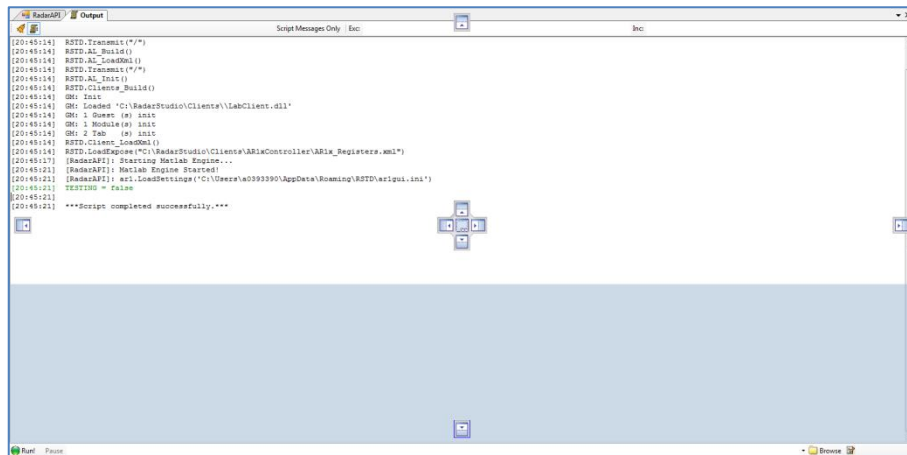 RadarAPI Output
Script Messages Only Exc: Inc:
[20:45:14] RSTD.Transmit("/")
[20:45:14] RSTD.AL_Build()
[20:45:14] RSTD.AL_LoadXml()
[20:45:14] RSTD.Transmit("/")
[20:45:14] RSTD.AL_Init()
[20:45:14] RSTD.Clients_Build()
[20:45:14] GM: Init
[20:45:14] GM: Loaded 'C:\RadarStudio\Clients\\LabClient.dll'
[20:45:14] GM: 1 Guest (s) init
[20:45:14] GM: 1 Module(s) init
[20:45:14] GM: 2 Tab (s) init
[20:45:14] RSTD.Client_LoadXml()
[20:45:14] RSTD.LoadExpose("C:\RadarStudio\Clients\AR1xController\AR1x_Registers.xml")
[20:45:17] [RadarAPI]: Starting Matlab Engine...
[20:45:21] [RadarAPI]: Matlab Engine Started!
[20:45:21] [RadarAPI]: ar1.LoadSettings('C:\Users\a0393390\AppData\Roaming\RSTD\ar1gui.ini')
[20:45:21] TESTING = false
[20:45:21]
[20:45:21] ***Script completed successfully.***
Run! Pause Browse